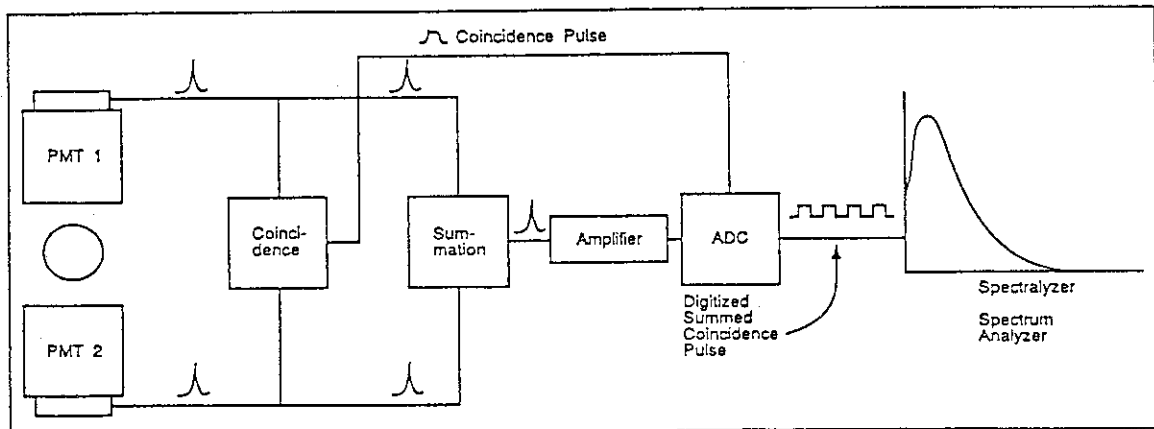 Coincidence Pulse
PMT 1
Coinci-
dence
Sum-
mation
Amplifier
ADC
PMT 2
Digitized
Summed
Coincidence
Pulse
Spectralyzer
Spectrum
Analyzer